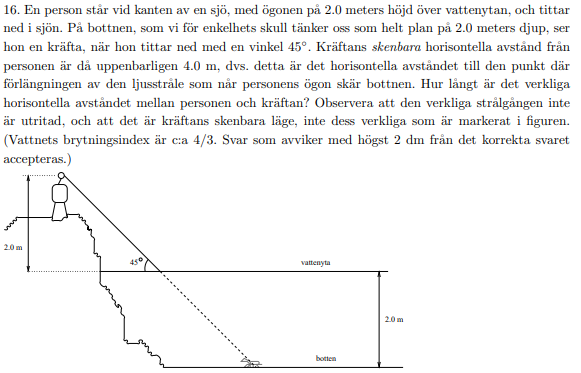 16. En person står vid kanten av en sjö, med ögonen på 2.0 meters höjd över vattenytan, och tittar
ned i sjön. På bottnen, som vi för enkelhets skull tänker oss som helt plan på 2.0 meters djup, ser
hon en kräfta, när hon tittar ned med en vinkel 45°. Kräftans skenbara horisontella avstånd från
personen är då uppenbarligen 4.0 m, dvs. detta är det horisontella avståndet till den punkt där
förlängningen av den ljusstråle som når personens ögon skär bottnen. Hur långt är det verkliga
horisontella avståndet mellan personen och kräftan? Observera att den verkliga strålgången inte
är utritad, och att det är kräftans skenbara läge, inte dess verkliga som är markerat i figuren.
(Vattnets brytningsindex är c:a 4/3. Svar som avviker med högst 2 dm från det korrekta svaret
accepteras.)
2.0 m
45°
vattenyta
2.0 m
botten